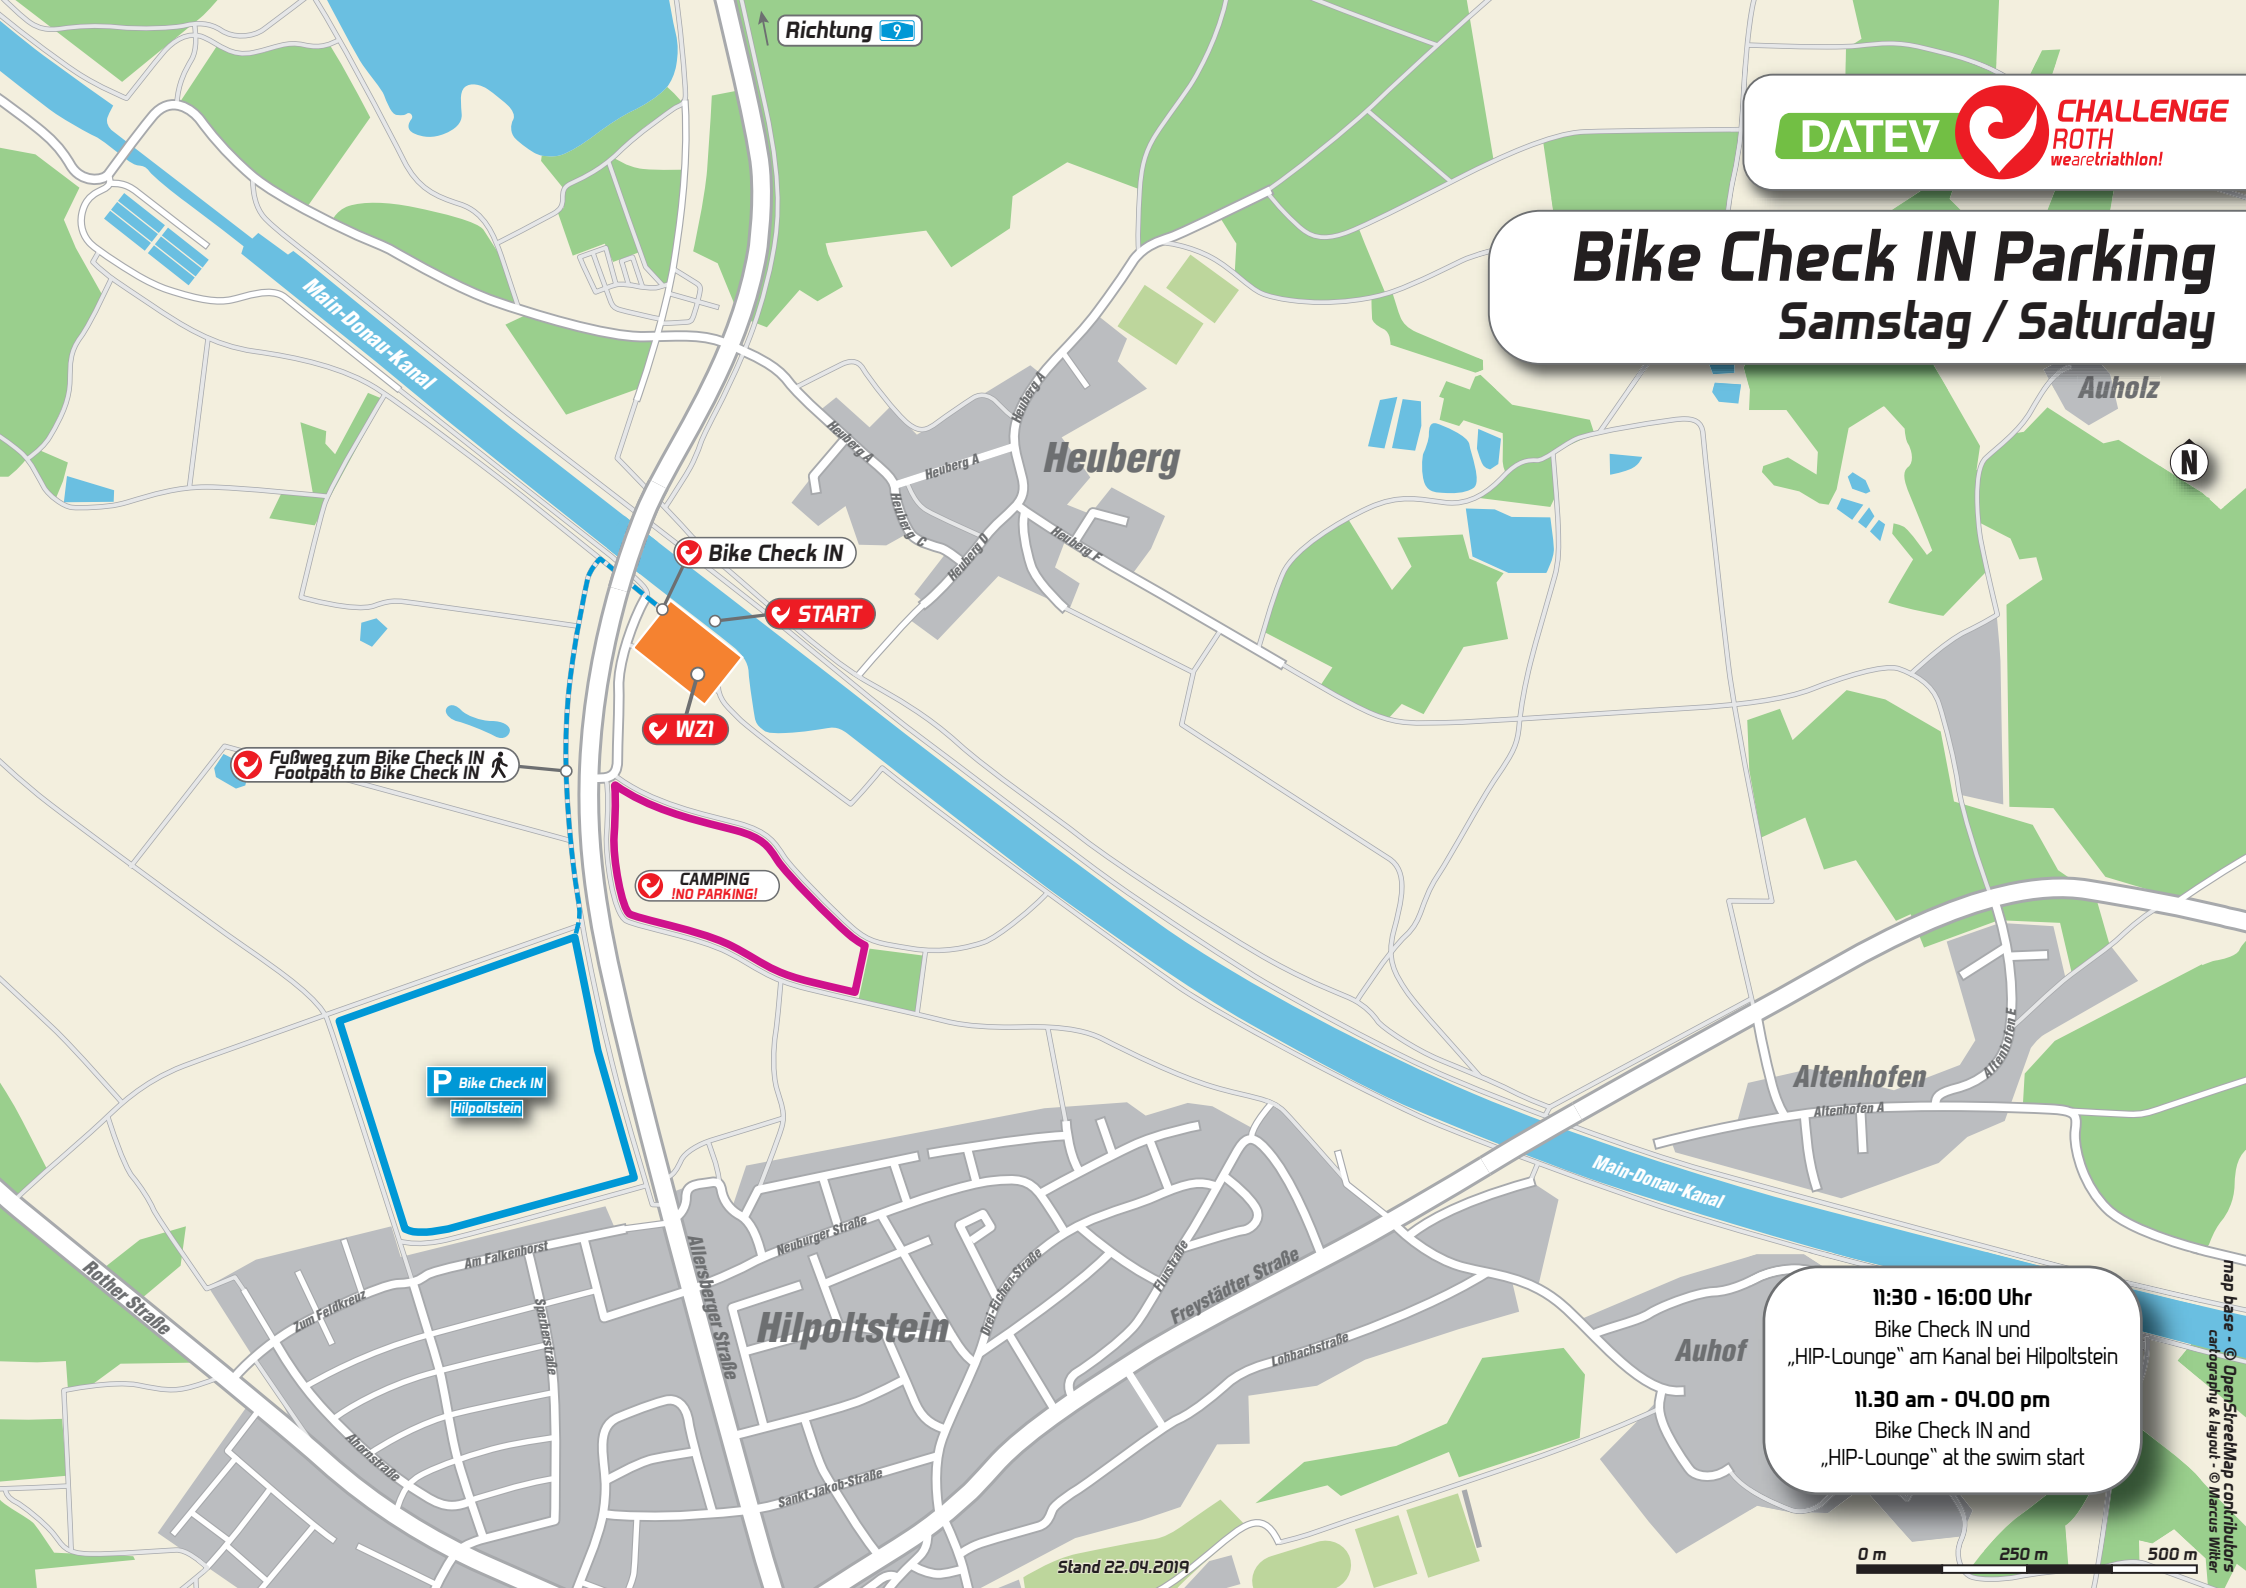 Richtung 9
DATEV
CHALLENGE
ROTH
wearetriathlon!
Bike Check IN Parking
Samstag / Saturday
Auholz
N
Main-Donau-Kanal
Heuberg A
Heuberg A
Heuberg A
Heuberg
Heuberg C
Heuberg D
Heuberg F
Bike Check IN
START
WZ1
Fußweg zum Bike Check IN
Footpath to Bike Check IN
CAMPING
!NO PARKING!
P Bike Check IN
Hilpoltstein
Altenhofen
Altenhofen E
Altenhofen A
Main-Donau-Kanal
Rother Straße
Zum Feldkreuz
Am Falkenhorst
Sperberstraße
Ahornstraße
Allersberger Straße
Neuburger Straße
Hilpoltstein
Drei-Eichen-Straße
Flurstraße
Freystädter Straße
Lohbachstraße
Sankt-Jakob-Straße
Auhof
11:30 - 16:00 Uhr
Bike Check IN und
„HIP-Lounge“ am Kanal bei Hilpoltstein
11.30 am - 04.00 pm
Bike Check IN and
„HIP-Lounge“ at the swim start
Stand 22.04.2019
0 m 250 m 500 m
map base - © OpenStreetMap contributors
cartography & layout - © Marcus Witter